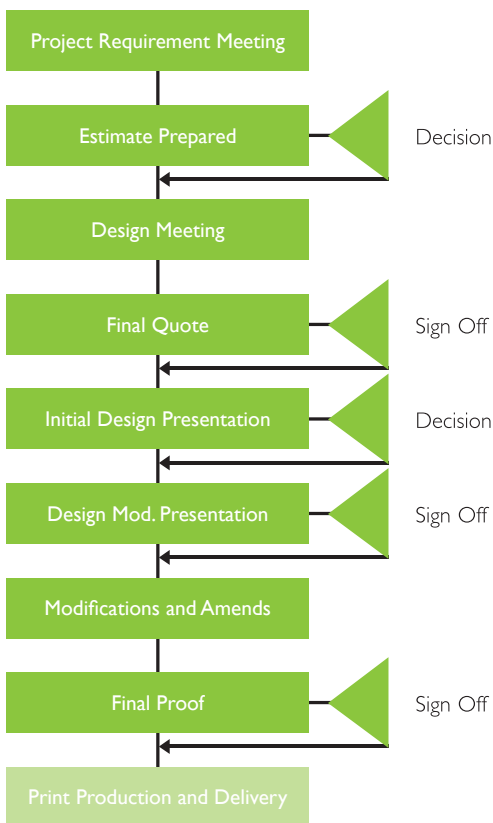 Project Requirement Meeting
Estimate Prepared
Decision
Design Meeting
Final Quote
Sign Off
Initial Design Presentation
Decision
Design Mod. Presentation
Sign Off
Modifications and Amends
Final Proof
Sign Off
Print Production and Delivery